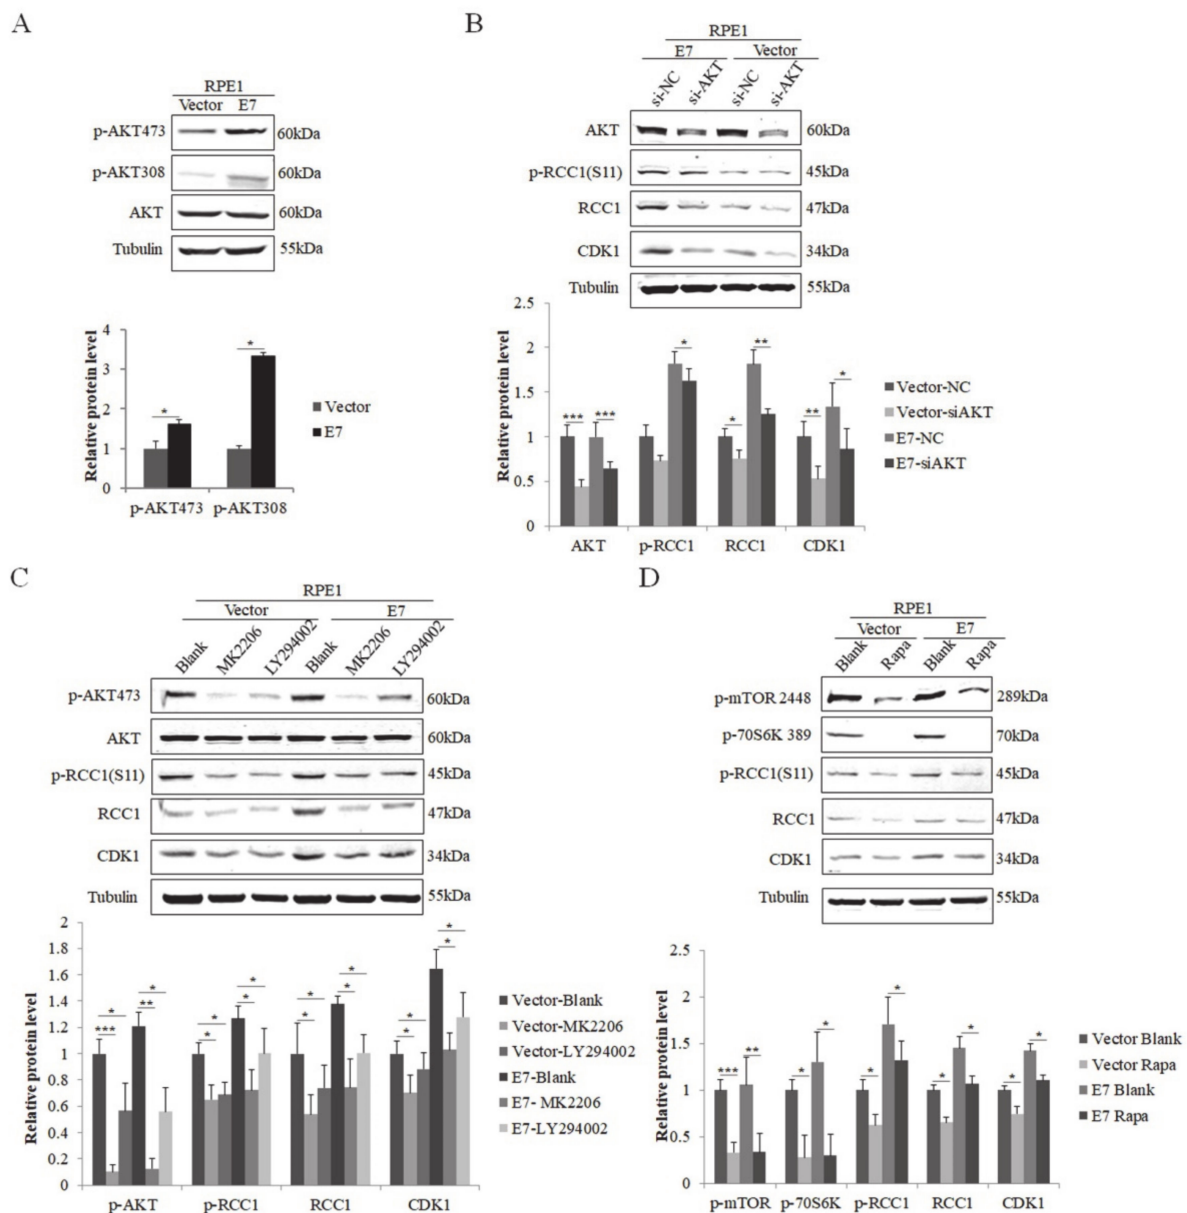 A
RPE1
Vector E7
p-AKT473 60kDa
p-AKT308 60kDa
AKT 60kDa
Tubulin 55kDa
Relative protein level
4
3
2
1
0
*
*
p-AKT473 p-AKT308
Vector
E7
B
RPE1
E7 Vector
si-NC si-AKT si-NC si-AKT
AKT 60kDa
p-RCC1(S11) 45kDa
RCC1 47kDa
CDK1 34kDa
Tubulin 55kDa
Relative protein level
2.5
2
1.5
1
0.5
0
*** *** * * ** ** *
AKT p-RCC1 RCC1 CDK1
Vector-NC
Vector-siAKT
E7-NC
E7-siAKT
C
RPE1
Vector E7
Blank MK2206 LY294002 Blank MK2206 LY294002
p-AKT473 60kDa
AKT 60kDa
p-RCC1(S11) 45kDa
RCC1 47kDa
CDK1 34kDa
Tubulin 55kDa
Relative protein level
2
1.8
1.6
1.4
1.2
1
0.8
0.6
0.4
0.2
0
*** * ** * * * * * * * * * * * * *
p-AKT p-RCC1 RCC1 CDK1
Vector-Blank
Vector-MK2206
Vector-LY294002
E7-Blank
E7- MK2206
E7-LY294002
D
RPE1
Vector E7
Blank Rapa Blank Rapa
p-mTOR 2448 289kDa
p-70S6K 389 70kDa
p-RCC1(S11) 45kDa
RCC1 47kDa
CDK1 34kDa
Tubulin 55kDa
Relative protein level
2.5
2
1.5
1
0.5
0
*** ** * * * * * * * *
p-mTOR p-70S6K p-RCC1 RCC1 CDK1
Vector Blank
Vector Rapa
E7 Blank
E7 Rapa